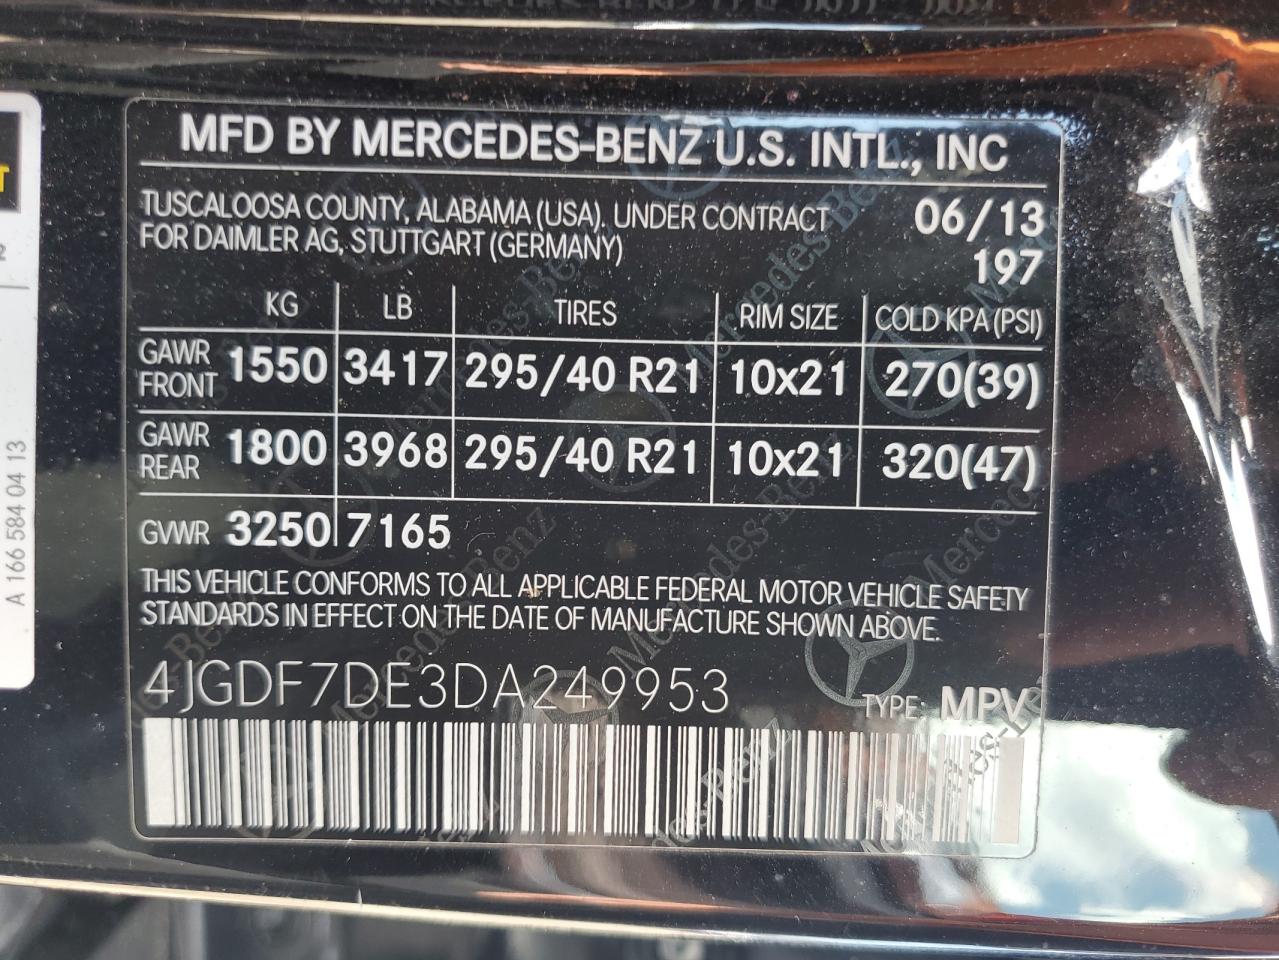 MFD BY MERCEDES-BENZ U.S. INTL., INC
TUSCALOOSA COUNTY, ALABAMA (USA), UNDER CONTRACT 06/13
FOR DAIMLER AG, STUTTGART (GERMANY) 197
KG LB TIRES RIM SIZE COLD KPA (PSI)
GAWR FRONT 1550 3417 295/40 R21 10x21 270(39)
GAWR REAR 1800 3968 295/40 R21 10x21 320(47)
GVWR 3250 7165
THIS VEHICLE CONFORMS TO ALL APPLICABLE FEDERAL MOTOR VEHICLE SAFETY
STANDARDS IN EFFECT ON THE DATE OF MANUFACTURE SHOWN ABOVE.
4JGDF7DE3DA249953
TYPE: MPV
A 166 584 04 13
Mercedes-Benz